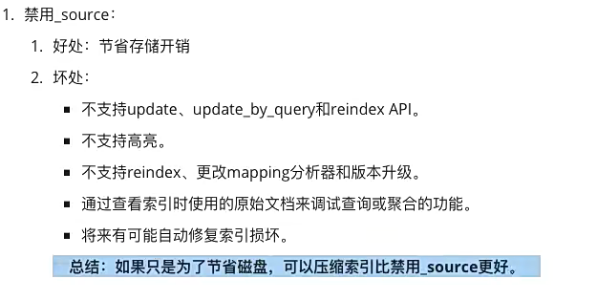 1. 禁用_source：
1. 好处：节省存储开销
2. 坏处：
▪ 不支持update、update_by_query和reindex API。
▪ 不支持高亮。
▪ 不支持reindex、更改mapping分析器和版本升级。
▪ 通过查看索引时使用的原始文档来调试查询或聚合的功能。
▪ 将来有可能自动修复索引损坏。
总结：如果只是为了节省磁盘，可以压缩索引比禁用_source更好。